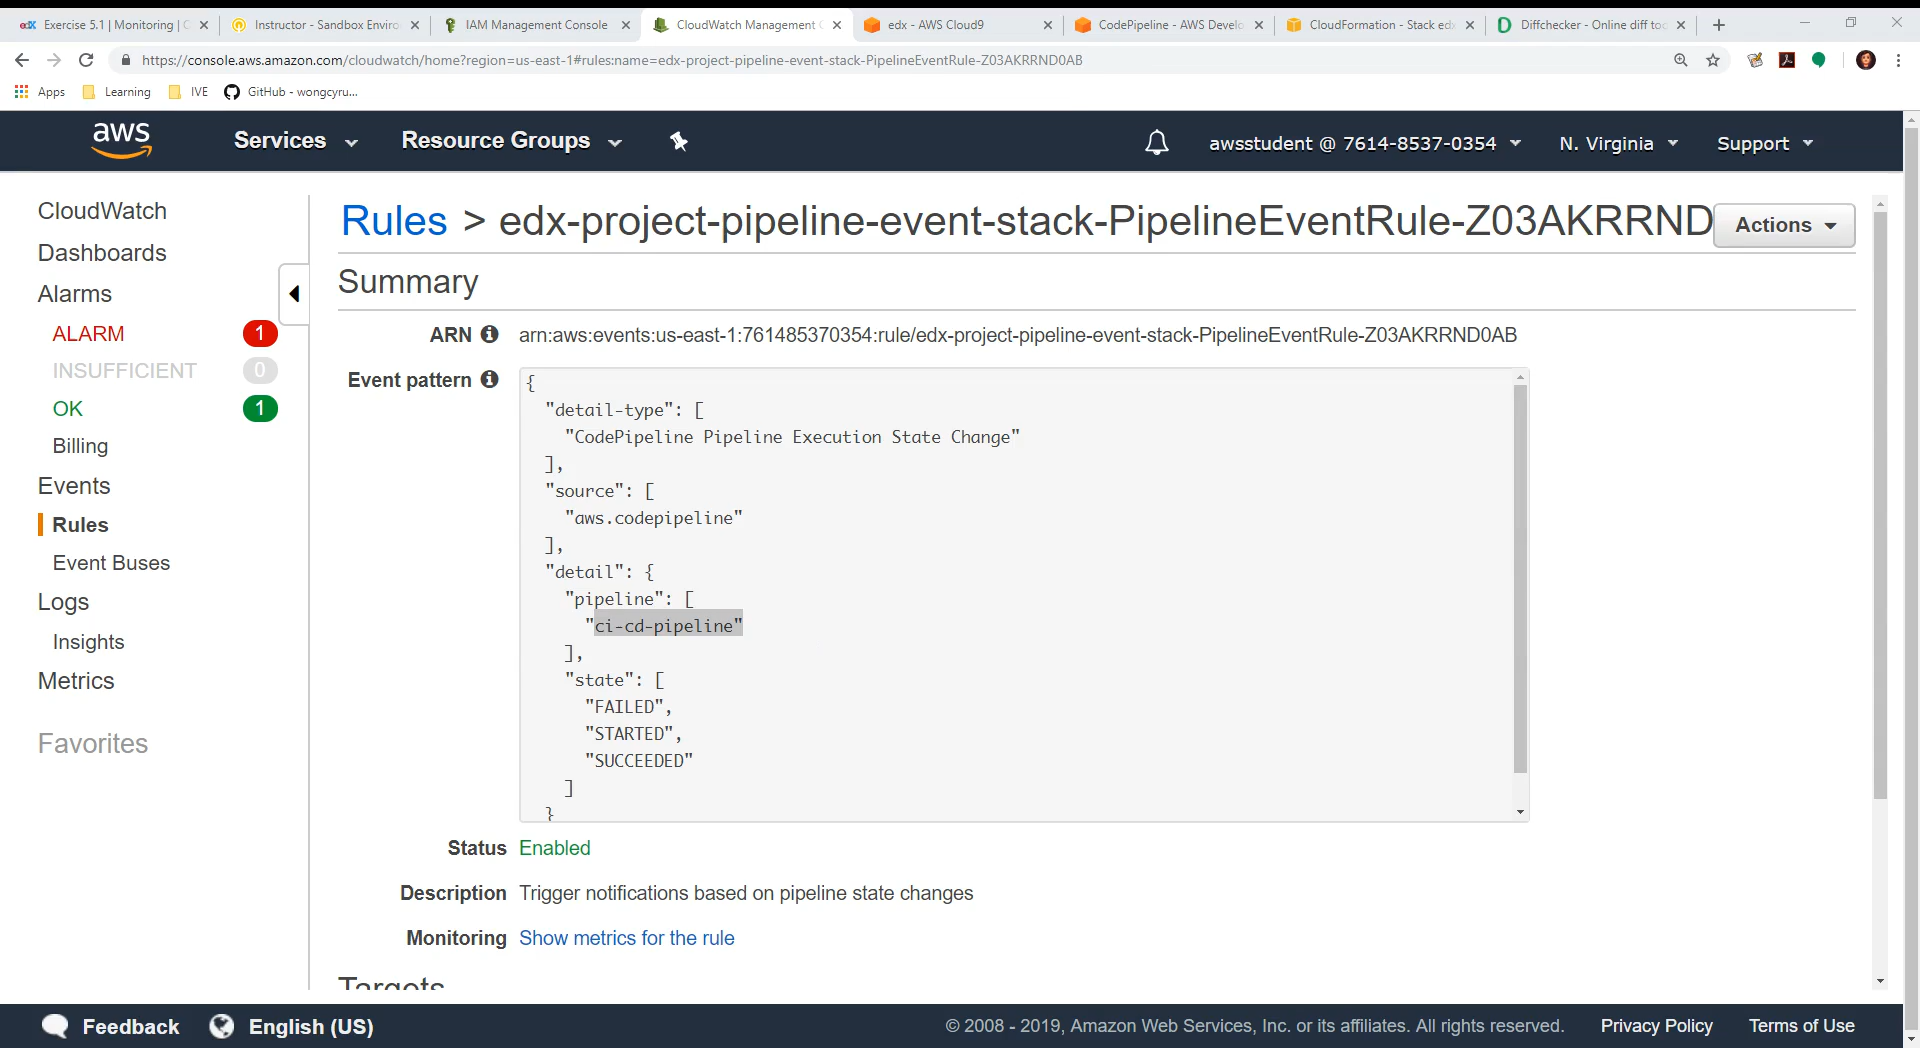 Exercise 5.1 | Monitoring | C
Instructor - Sandbox Enviro
IAM Management Console
CloudWatch Management C
edx - AWS Cloud9
CodePipeline - AWS Develo
CloudFormation - Stack edx
Diffchecker - Online diff too
https://console.aws.amazon.com/cloudwatch/home?region=us-east-1#rules:name=edx-project-pipeline-event-stack-PipelineEventRule-Z03AKRRND0AB
Apps Learning IVE GitHub - wongcyru...
aws Services Resource Groups awsstudent @ 7614-8537-0354 N. Virginia Support
CloudWatch
Dashboards
Alarms
ALARM 1
INSUFFICIENT 0
OK 1
Billing
Events
Rules
Event Buses
Logs
Insights
Metrics
Favorites
Rules > edx-project-pipeline-event-stack-PipelineEventRule-Z03AKRRND
Actions
Summary
ARN arn:aws:events:us-east-1:761485370354:rule/edx-project-pipeline-event-stack-PipelineEventRule-Z03AKRRND0AB
Event pattern {
"detail-type": [
"CodePipeline Pipeline Execution State Change"
],
"source": [
"aws.codepipeline"
],
"detail": {
"pipeline": [
"ci-cd-pipeline"
],
"state": [
"FAILED",
"STARTED",
"SUCCEEDED"
]
}
Status Enabled
Description Trigger notifications based on pipeline state changes
Monitoring Show metrics for the rule
Targets
Feedback English (US) © 2008 - 2019, Amazon Web Services, Inc. or its affiliates. All rights reserved. Privacy Policy Terms of Use